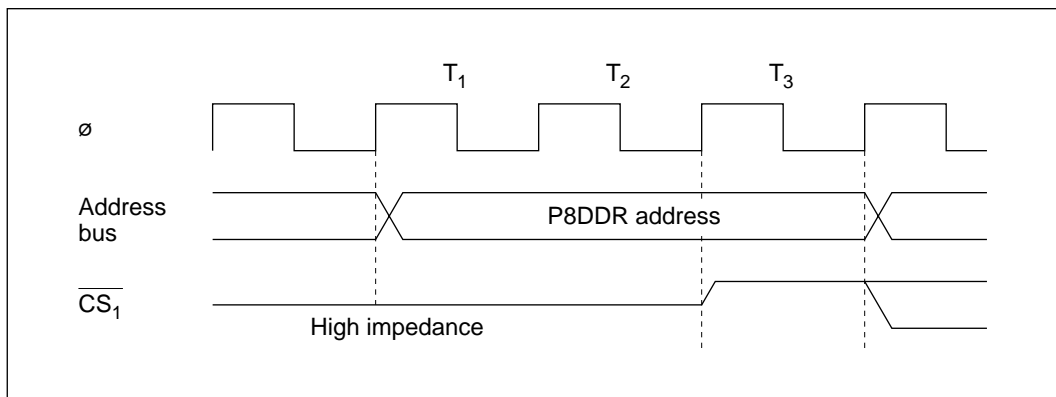 T1 T2 T3
ø
Address
bus
P8DDR address
CS1
High impedance